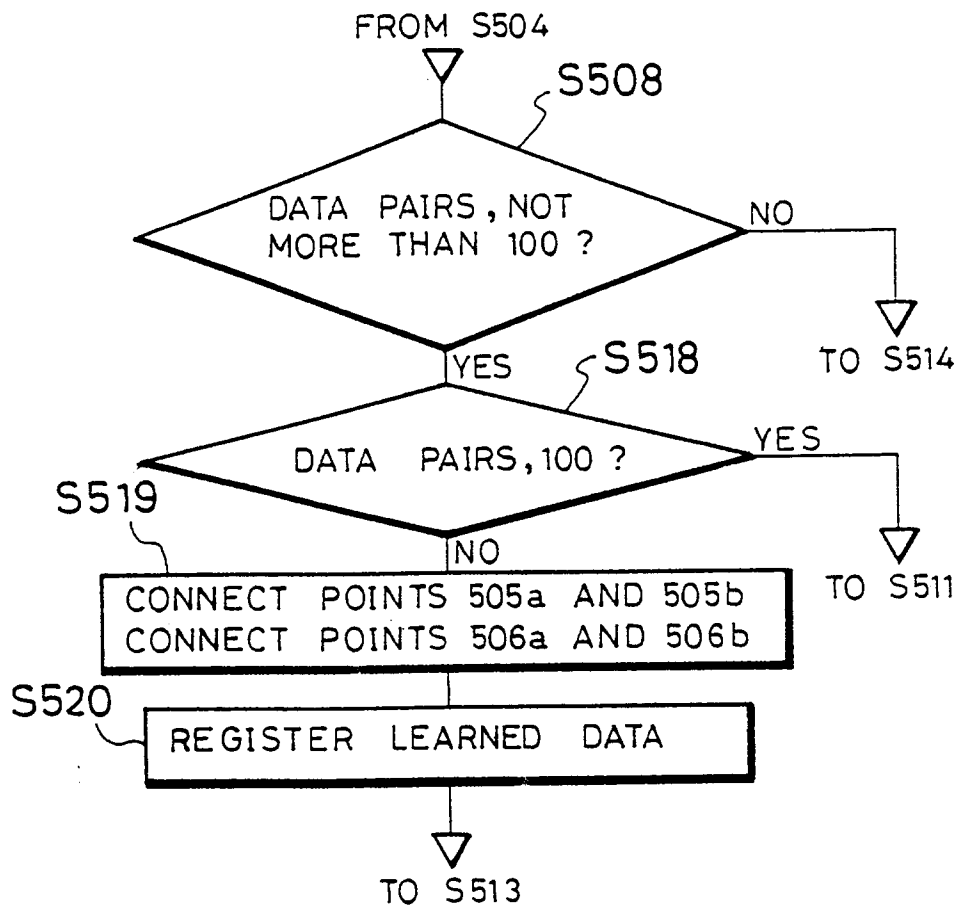 FROM S504
S508
DATA PAIRS, NOT
MORE THAN 100 ?
NO
TO S514
YES
S518
DATA PAIRS, 100 ?
YES
TO S511
S519
NO
CONNECT POINTS 505a AND 505b
CONNECT POINTS 506a AND 506b
S520
REGISTER LEARNED DATA
TO S513